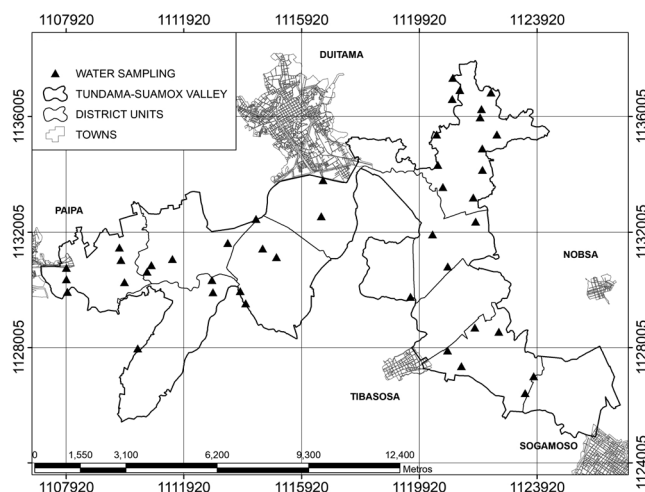 1107920 1111920 1115920 1119920 1123920
DUITAMA
WATER SAMPLING
TUNDAMA-SUAMOX VALLEY
DISTRICT UNITS
TOWNS
1136005 1136005
PAIPA
1132005 1132005
NOBSA
1128005 1128005
TIBASOSA
SOGAMOSO
0 1,550 3,100 6,200 9,300 12,400
Metros
1124005 1124005
1107920 1111920 1115920 1119920 1123920